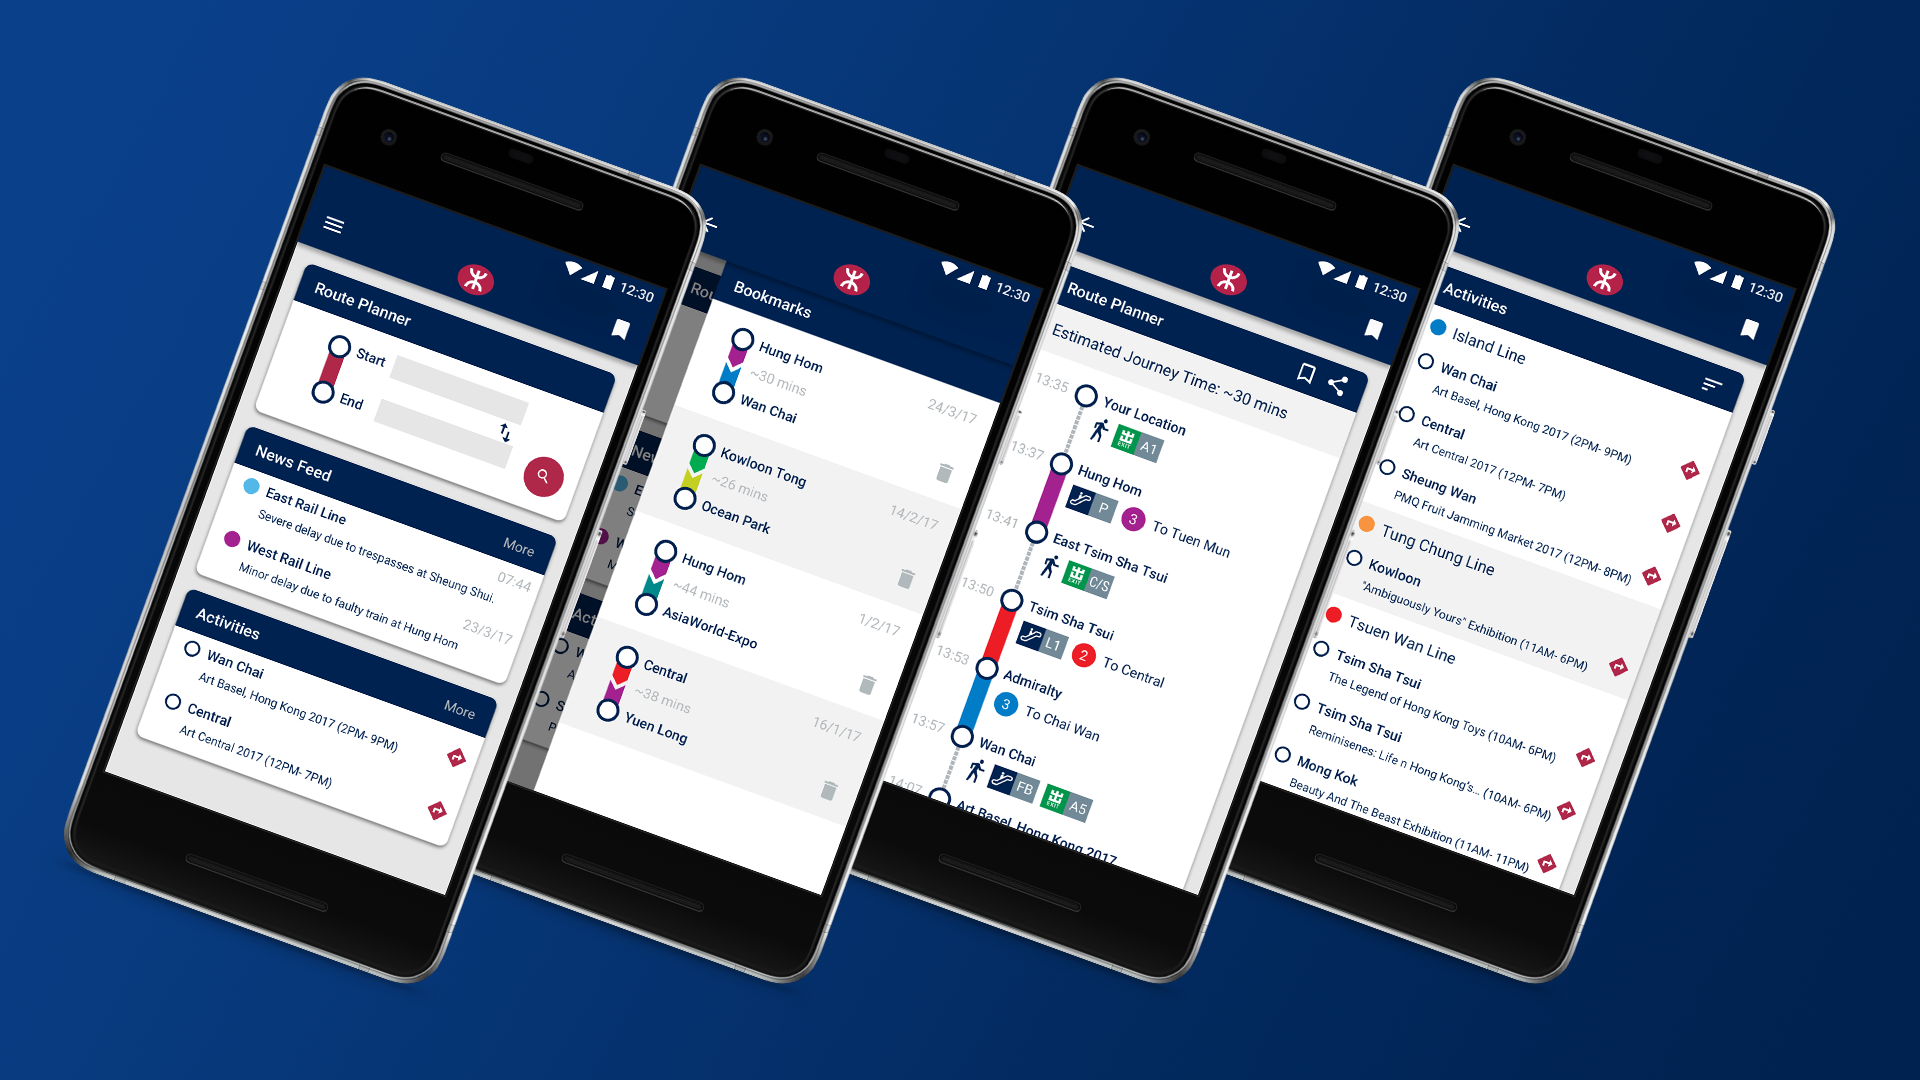 12:30
Route Planner
Start
End
News Feed
East Rail Line
Severe delay due to trespasses at Sheung Shui.
More
07:44
West Rail Line
Minor delay due to faulty train at Hung Hom
23/3/17
Activities
More
Wan Chai
Art Basel, Hong Kong 2017 (2PM- 9PM)
Central
Art Central 2017 (12PM- 7PM)
12:30
Rou
New
E
S
W
M
Act
W
A
S
P
Bookmarks
Hung Hom
~30 mins
Wan Chai
24/3/17
Kowloon Tong
~26 mins
Ocean Park
14/2/17
Hung Hom
~44 mins
AsiaWorld-Expo
1/2/17
Central
~38 mins
Yuen Long
16/1/17
12:30
Route Planner
Estimated Journey Time: ~30 mins
13:35
Your Location
EXIT A1
13:37
Hung Hom
P 3 To Tuen Mun
13:41
East Tsim Sha Tsui
EXIT C/S
13:50
Tsim Sha Tsui
L1 2 To Central
13:53
Admiralty
3 To Chai Wan
13:57
Wan Chai
FB EXIT A5
14:07
Art Basel, Hong Kong 2017
12:30
Activities
Island Line
Wan Chai
Art Basel, Hong Kong 2017 (2PM- 9PM)
Central
Art Central 2017 (12PM- 7PM)
Sheung Wan
PMQ Fruit Jamming Market 2017 (12PM- 8PM)
Tung Chung Line
Kowloon
"Ambiguously Yours" Exhibition (11AM- 6PM)
Tsuen Wan Line
Tsim Sha Tsui
The Legend of Hong Kong Toys (10AM- 6PM)
Tsim Sha Tsui
Reminisenes: Life n Hong Kong's... (10AM- 6PM)
Mong Kok
Beauty And The Beast Exhibition (11AM- 11PM)